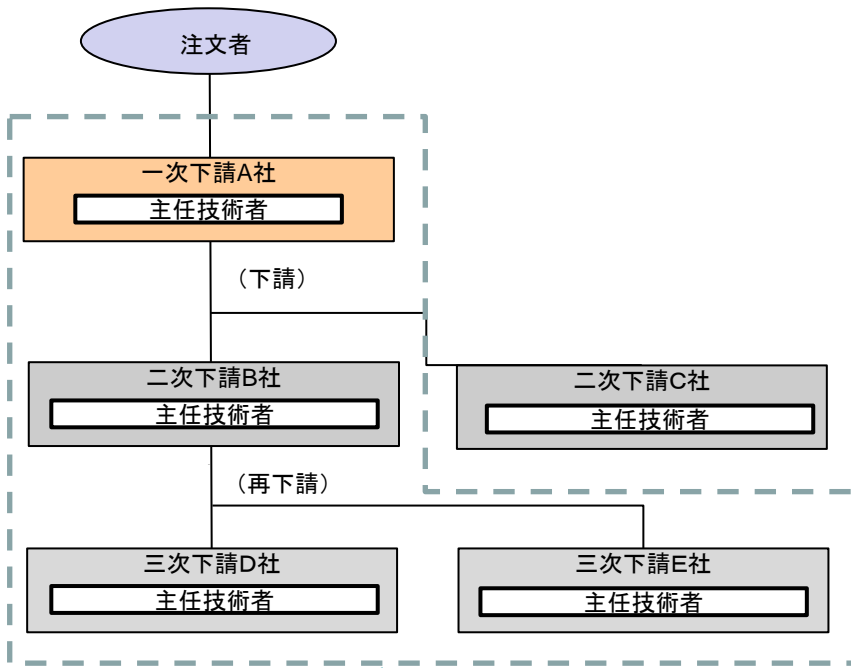 注文者
一次下請A社
主任技術者
（下請）
二次下請B社
主任技術者
二次下請C社
主任技術者
（再下請）
三次下請D社
主任技術者
三次下請E社
主任技術者